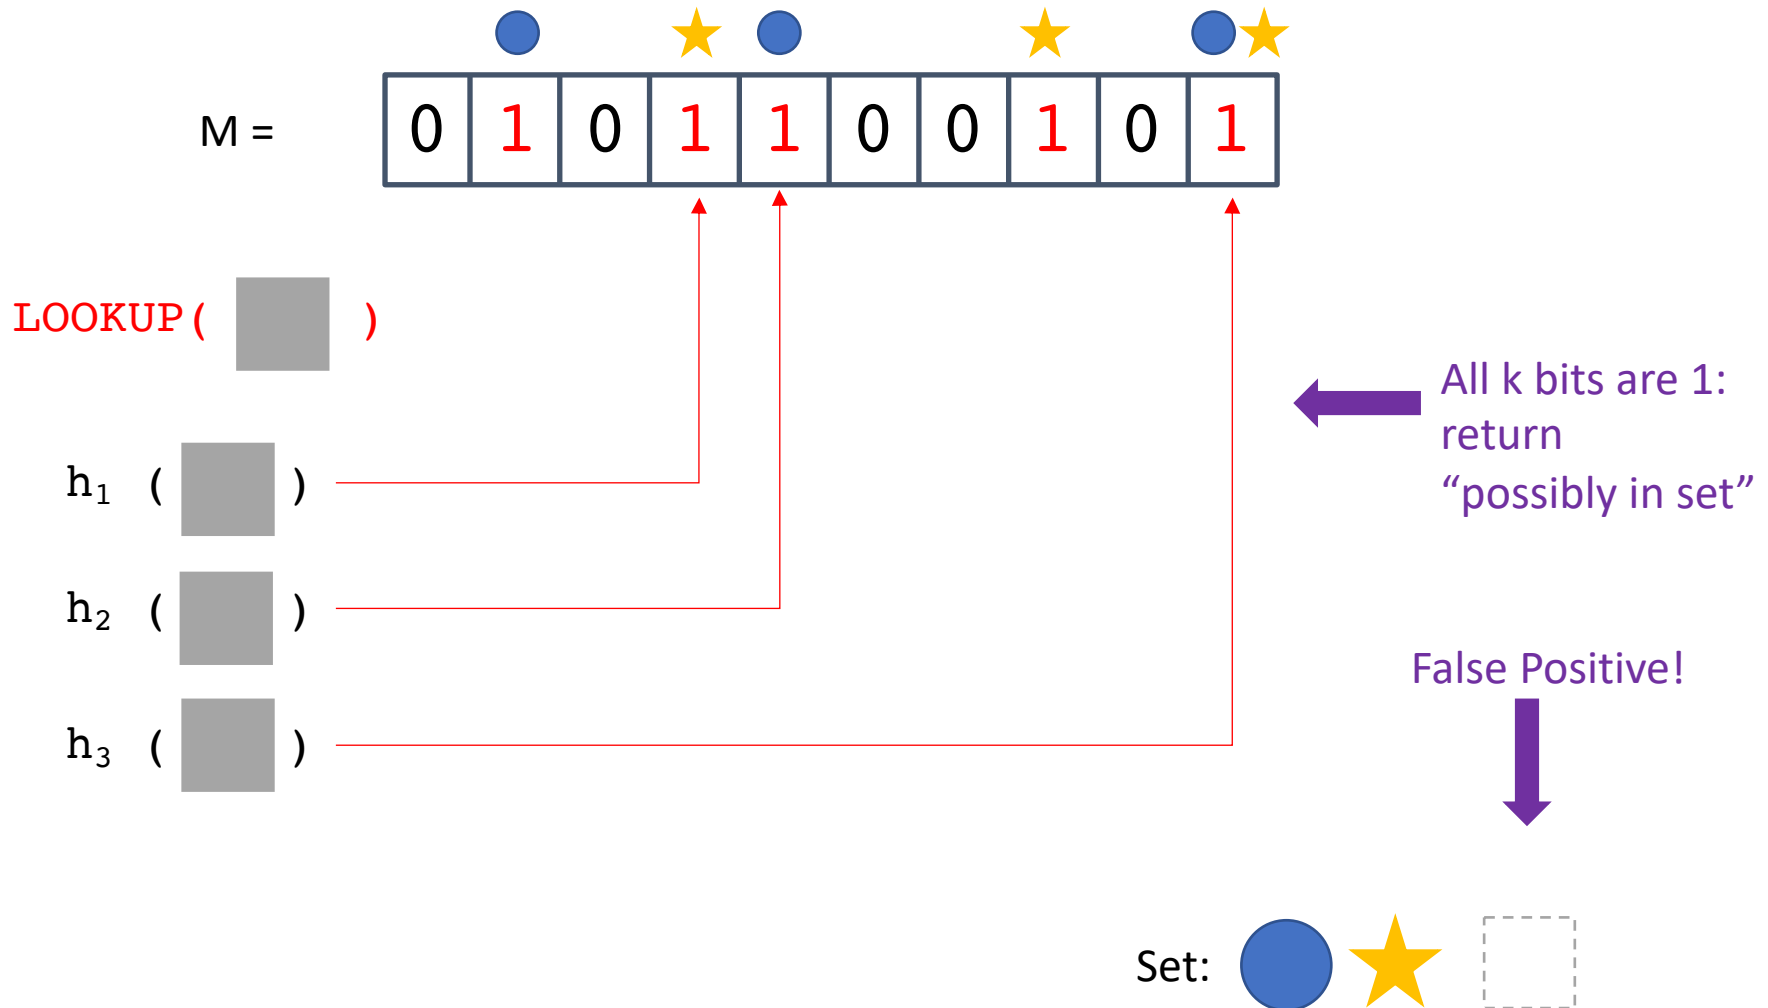 M = 0 1 0 1 1 0 0 1 0 1
LOOKUP( )
All k bits are 1:
return
“possibly in set”
h₁ ( )
h₂ ( )
False Positive!
h₃ ( )
Set: